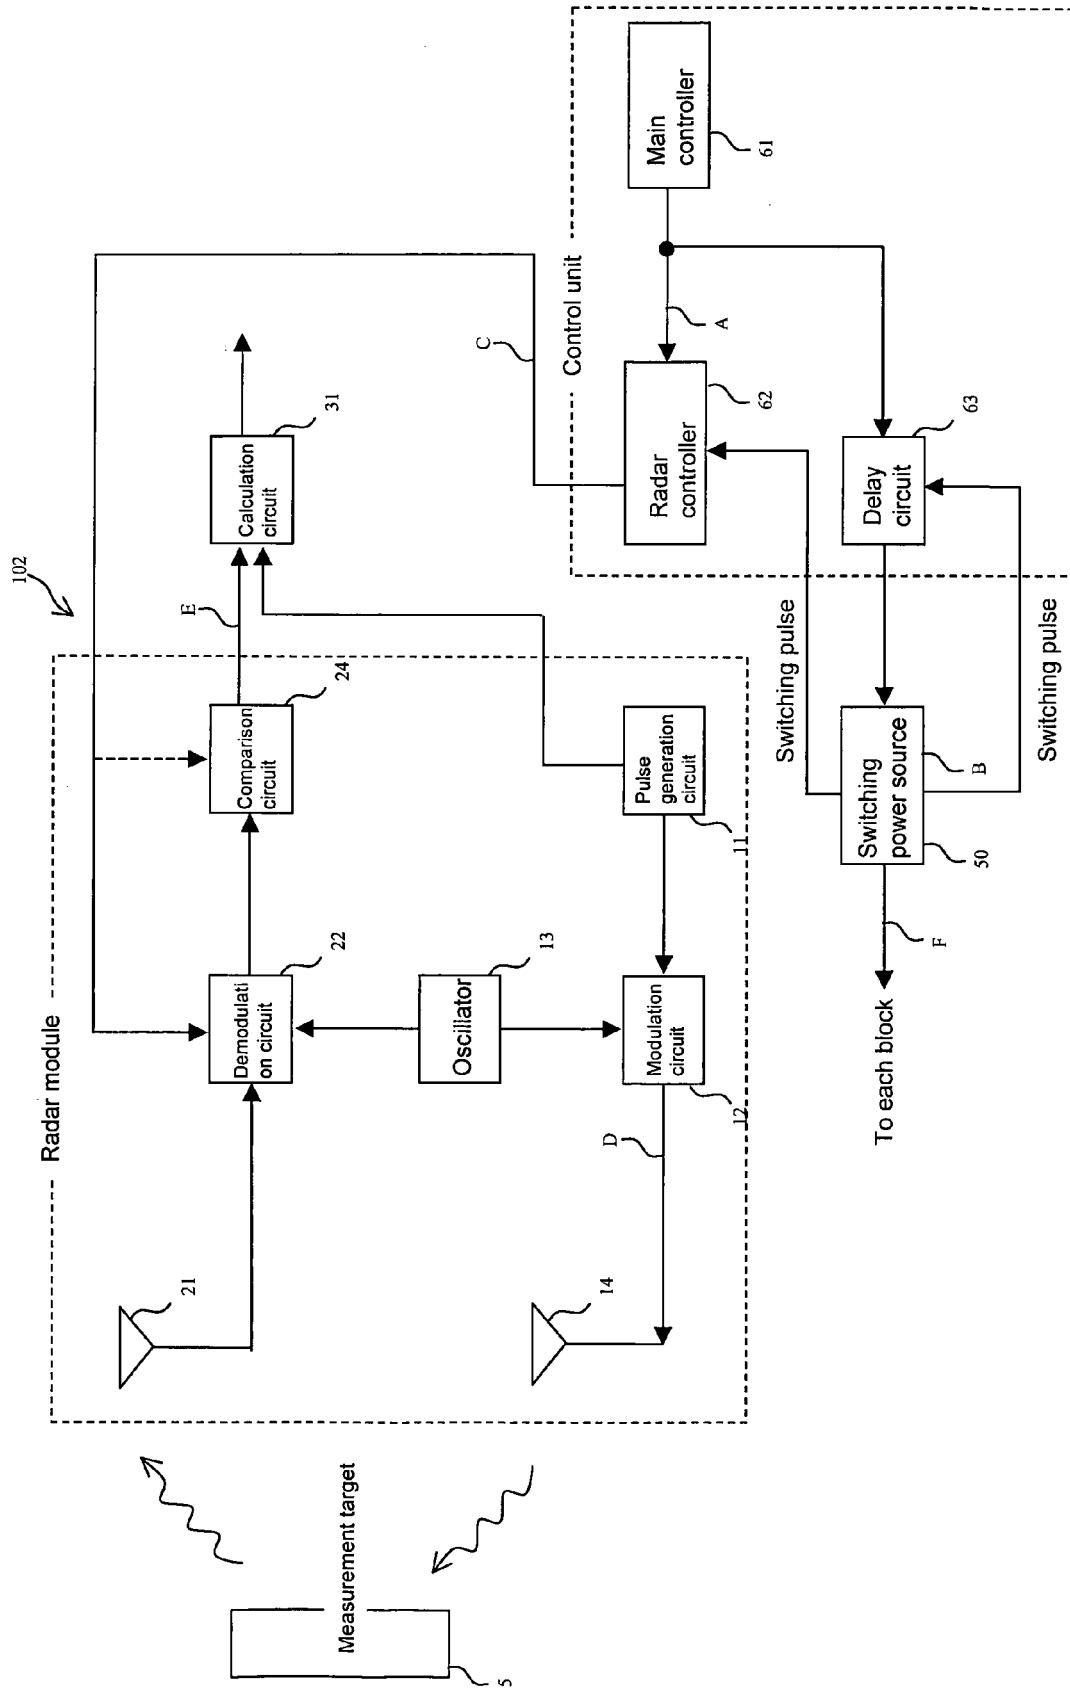 102
Radar module
Measurement target
5
21
14
Demodulati
on circuit
22
Oscillator
13
Modulation
circuit
12
D
Comparison
circuit
24
Pulse
generation
circuit
11
E
Calculation
circuit
31
C
Control unit
Main
controller
61
A
Radar
controller
62
Delay
circuit
63
Switching pulse
Switching pulse
Switching
power source
B
50
F
To each block